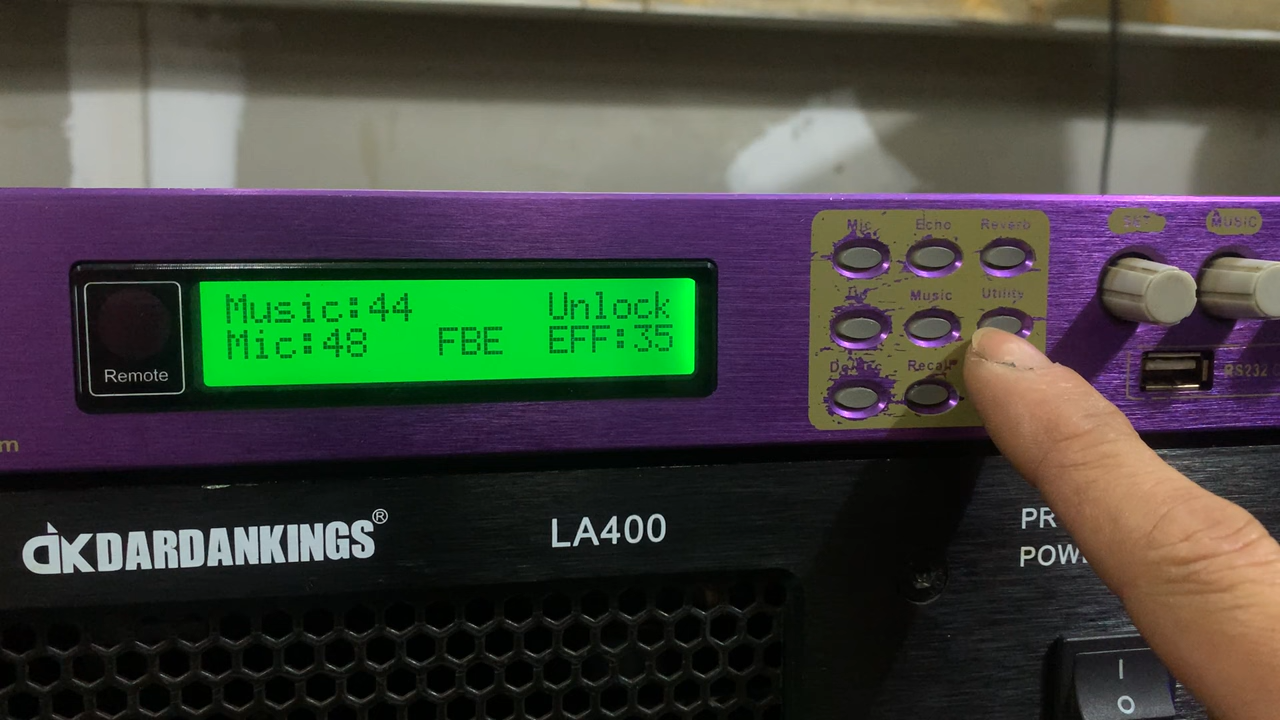 Music:44 Unlock
Mic:48 FBE EFF:35
Remote
m
Mic Echo Reverb
Music Utility
Recall
MUSIC
RS232
DK DARDANKINGS®
LA400
PR
POW
I
O